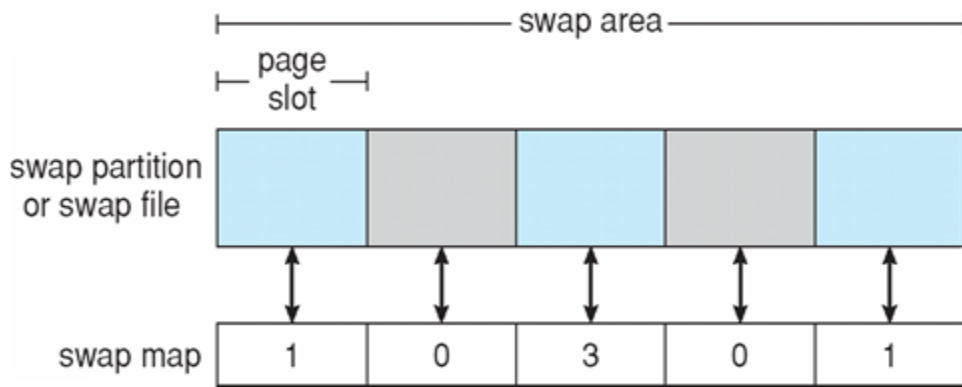 swap area
page
slot
swap partition
or swap file
swap map 1 0 3 0 1